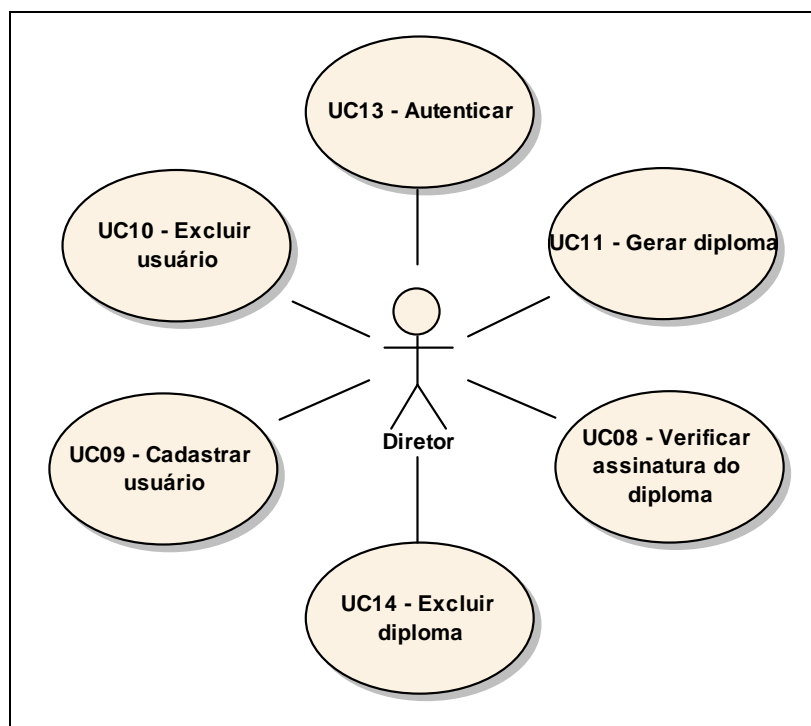 UC13 - Autenticar
UC10 - Excluir
usuário
UC11 - Gerar diploma
Diretor
UC09 - Cadastrar
usuário
UC08 - Verificar
assinatura do
diploma
UC14 - Excluir
diploma